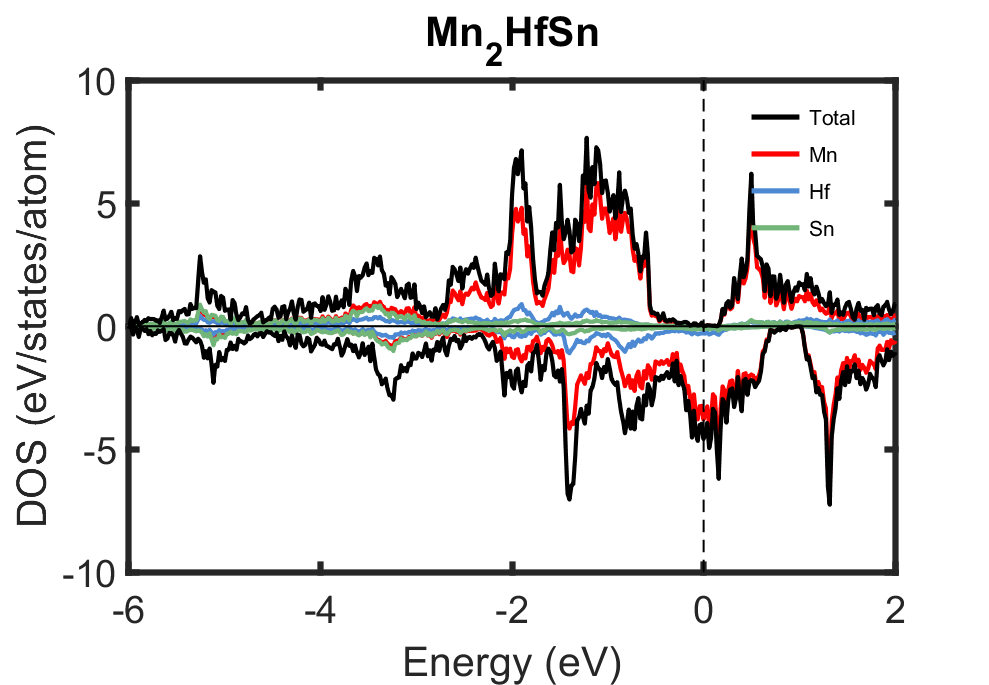 Mn2HfSn
10
5
0
-5
-10
DOS (eV/states/atom)
-6
-4
-2
0
2
Energy (eV)
Total
Mn
Hf
Sn